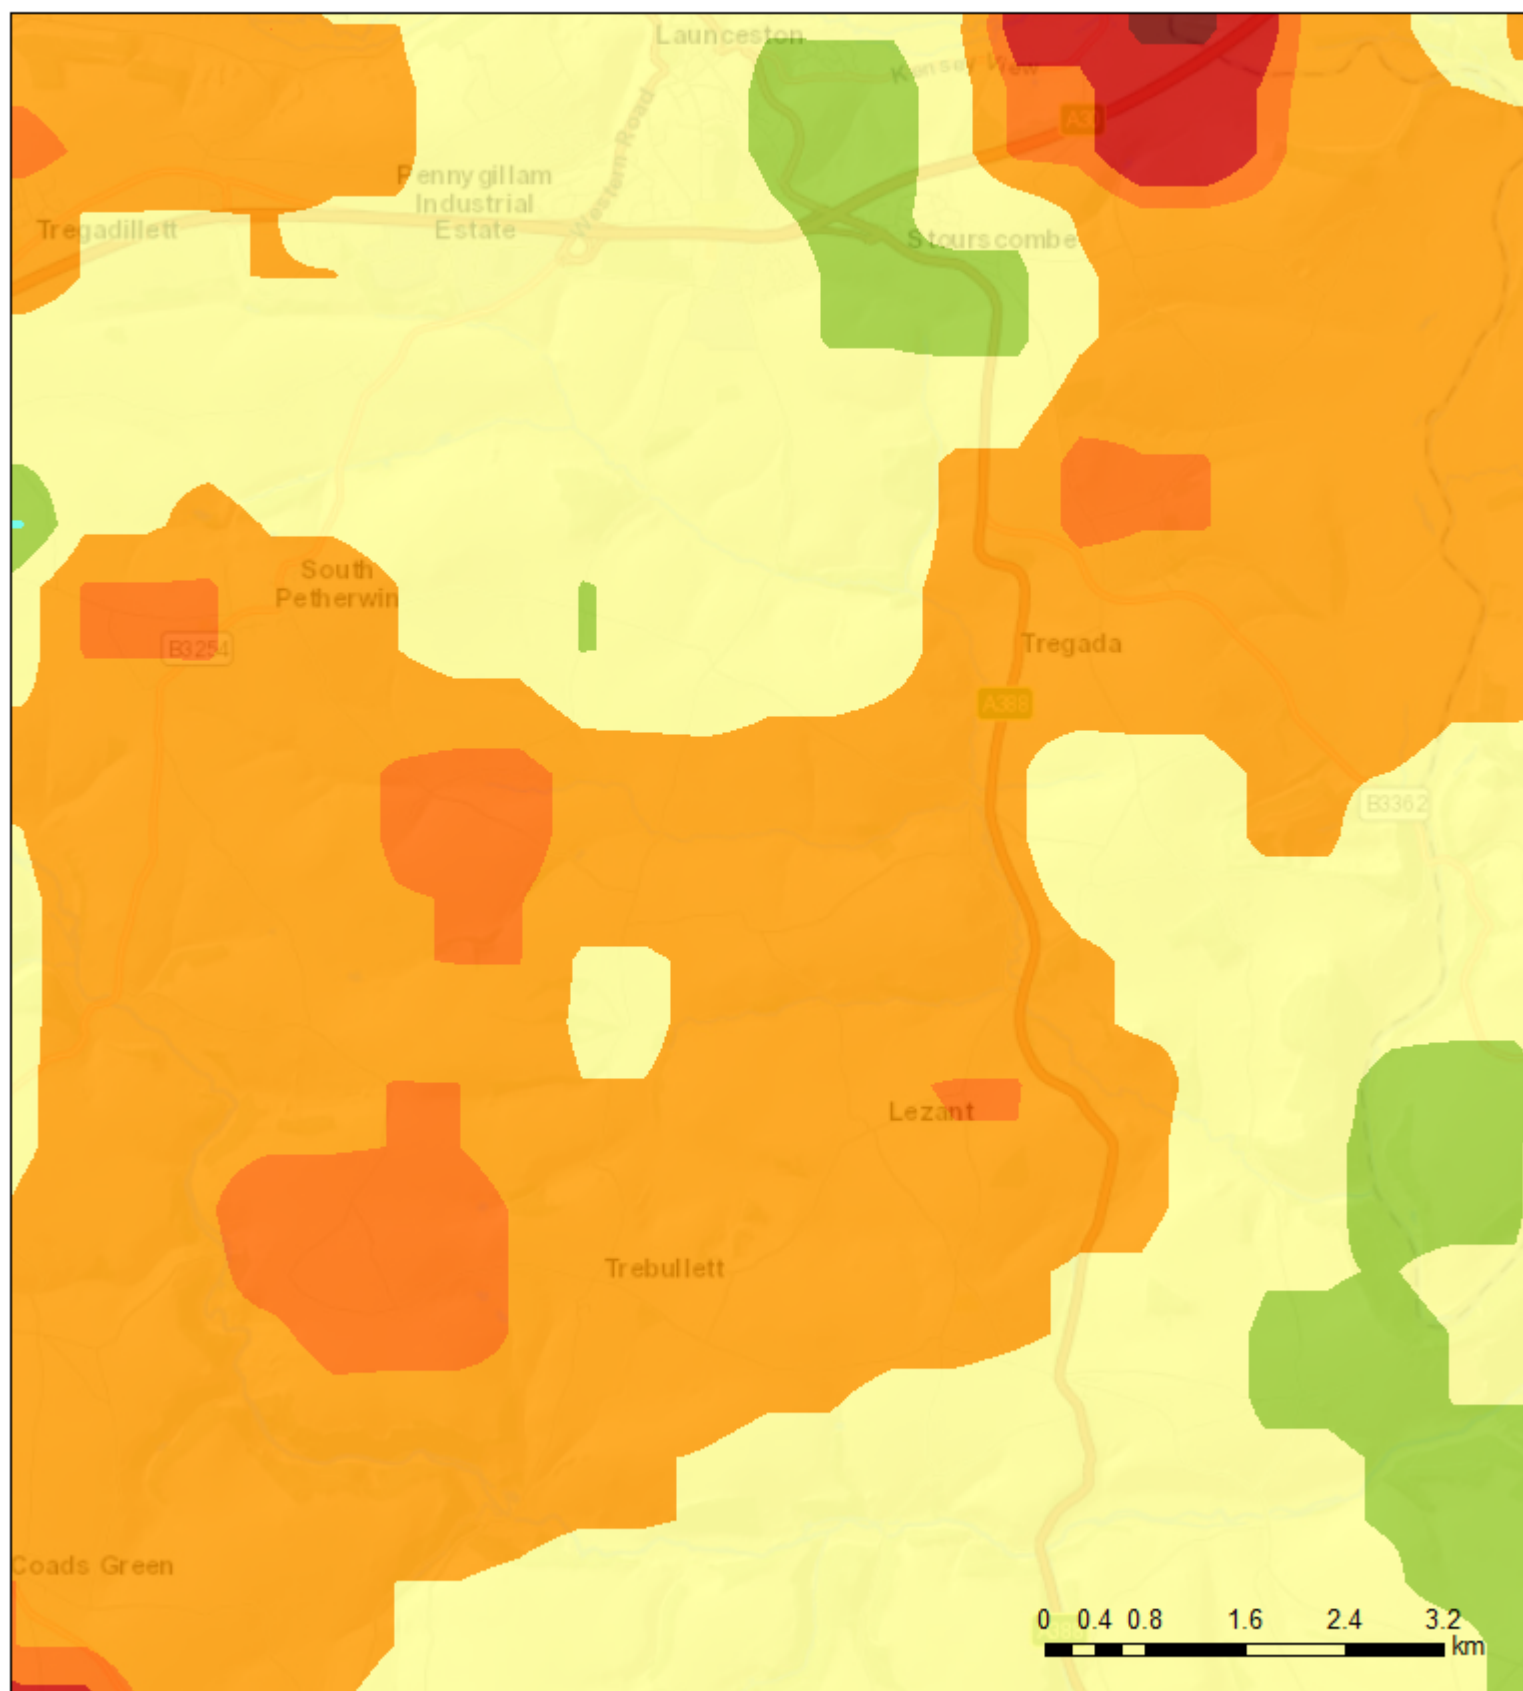 Launceston
Kensey View
A30
Western Road
Pennygillam
Industrial
Estate
Tregadillett
Stourscombe
South
Petherwin
B3254
Tregada
A388
B3362
Lezant
Trebullett
Coads Green
0 0.4 0.8 1.6 2.4 3.2
km